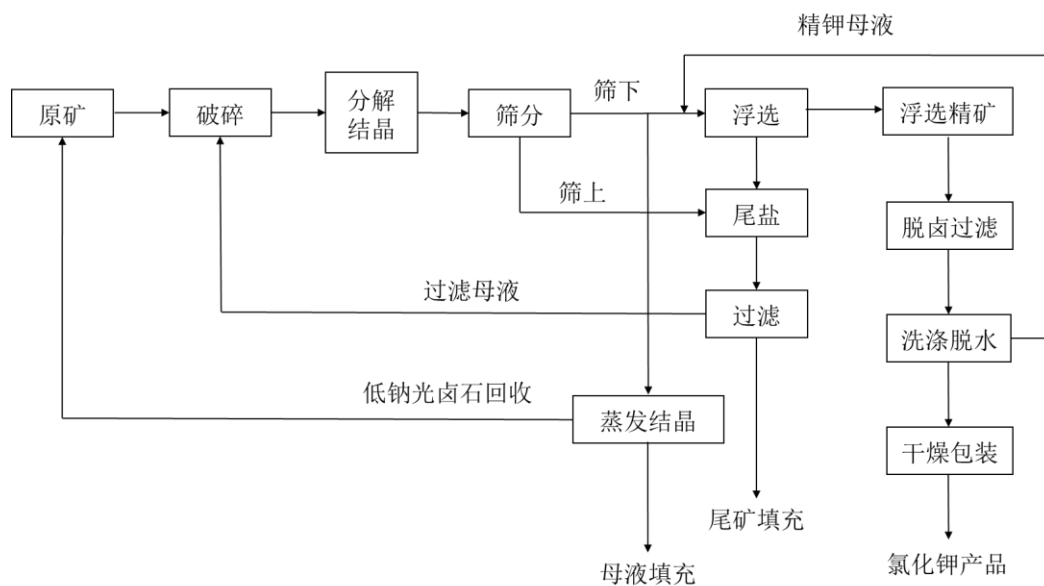 精钾母液
原矿
破碎
分解
结晶
筛分
筛下
浮选
浮选精矿
筛上
尾盐
脱卤过滤
过滤母液
过滤
洗涤脱水
低钠光卤石回收
蒸发结晶
干燥包装
尾矿填充
母液填充
氯化钾产品